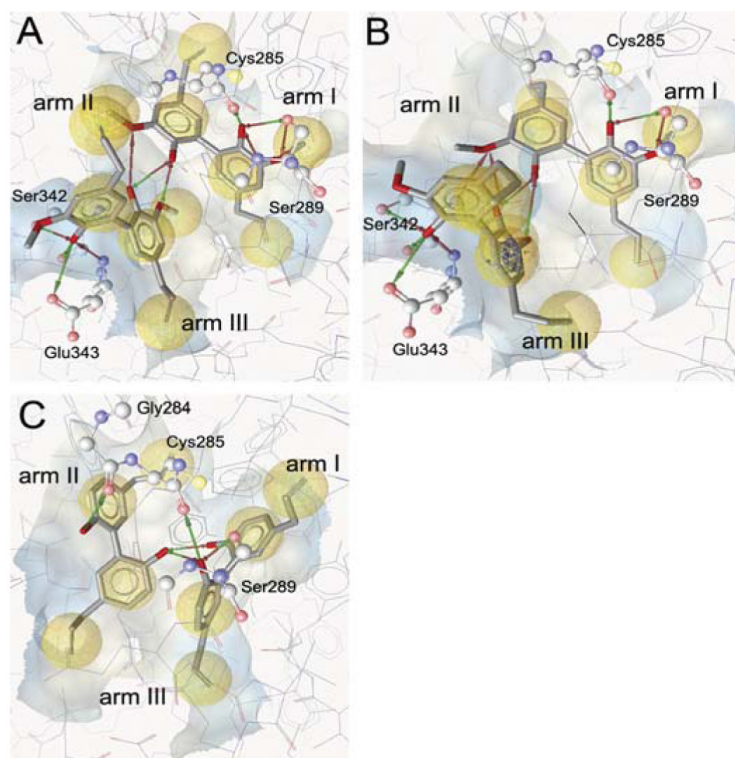 A
Cys285
arm II
arm I
Ser342
Ser289
arm III
Glu343
B
Cys285
arm II
arm I
Ser342
Ser289
arm III
Glu343
C
Gly284
Cys285
arm II
arm I
Ser289
arm III